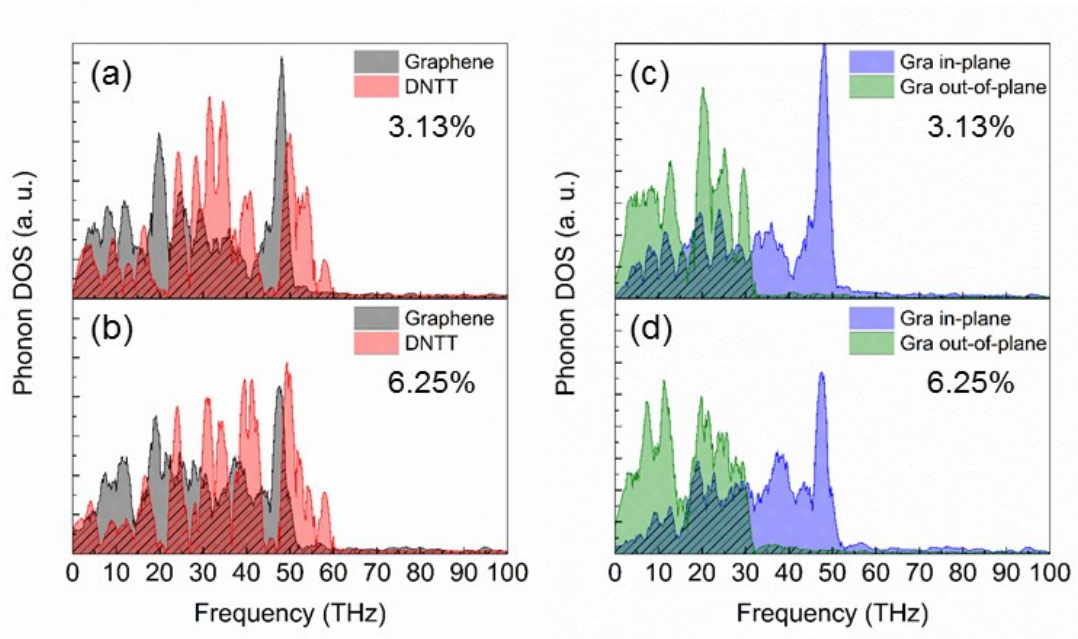 (a)
Graphene
DNTT
3.13%
(b)
Graphene
DNTT
6.25%
Phonon DOS (a. u.)
0 10 20 30 40 50 60 70 80 90 100
Frequency (THz)
(c)
Gra in-plane
Gra out-of-plane
3.13%
(d)
Gra in-plane
Gra out-of-plane
6.25%
Phonon DOS (a. u.)
0 10 20 30 40 50 60 70 80 90 100
Frequency (THz)